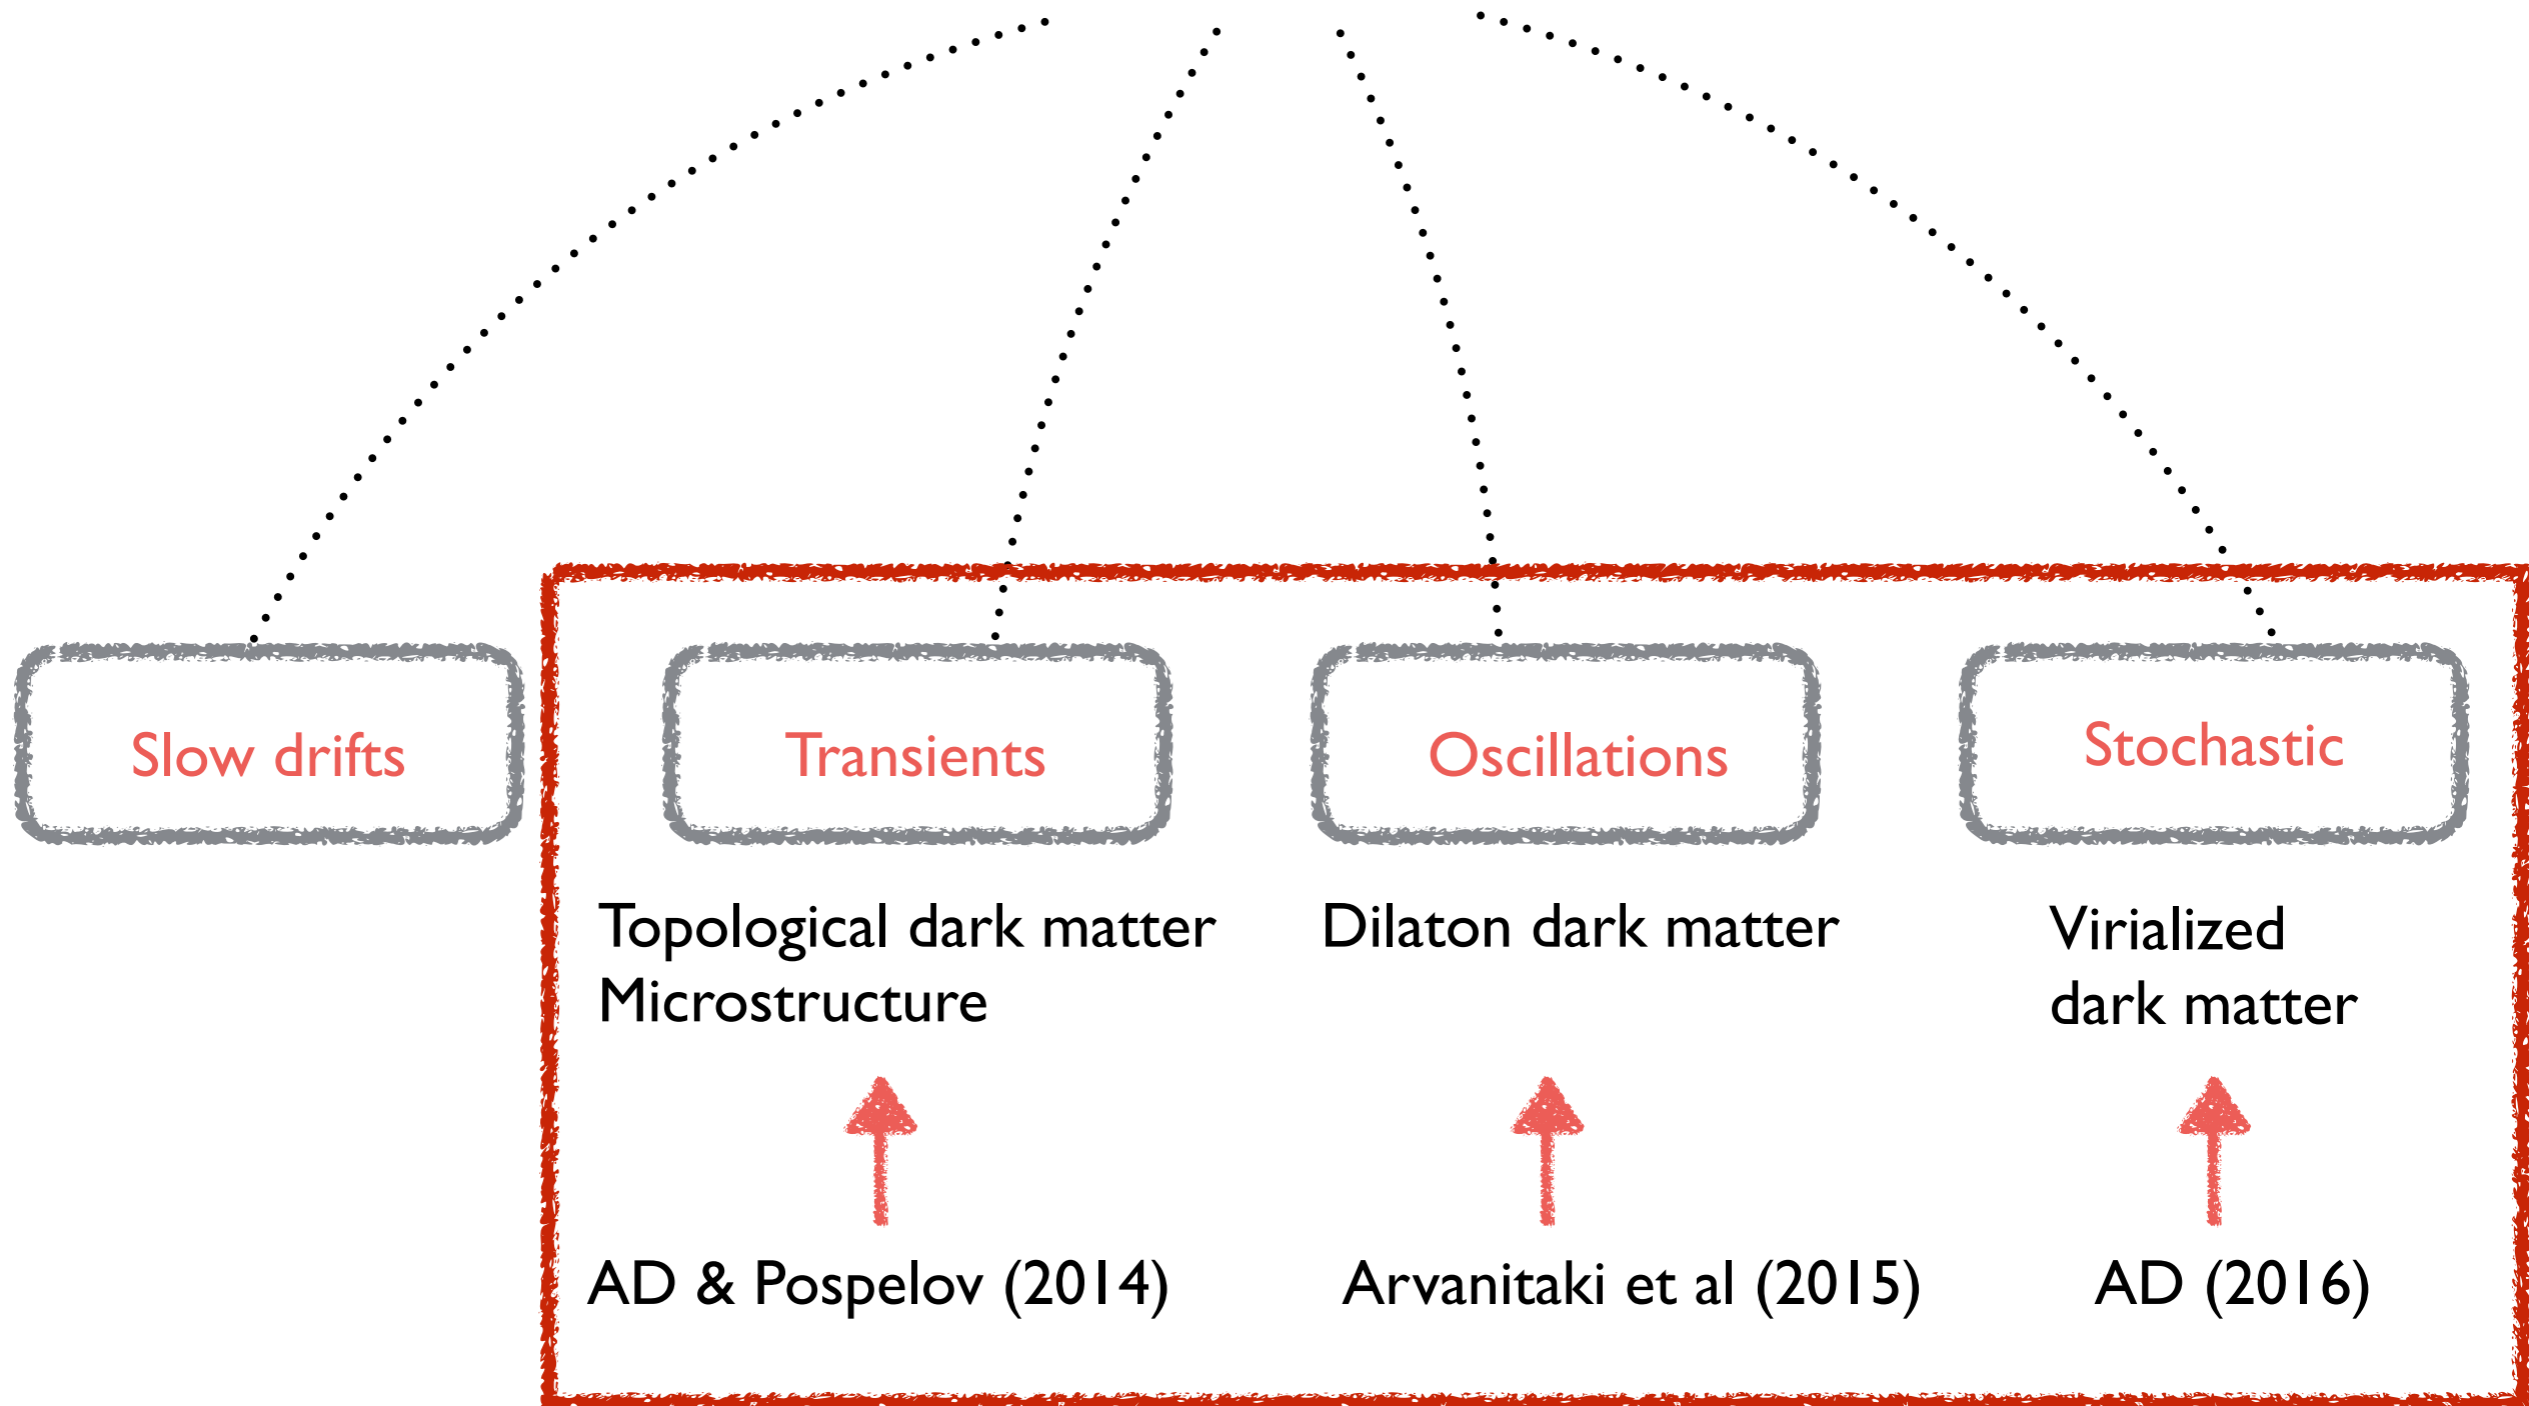 Slow drifts
Transients
Oscillations
Stochastic
Topological dark matter
Microstructure
Dilaton dark matter
Virialized
dark matter
AD & Pospelov (2014)
Arvanitaki et al (2015)
AD (2016)